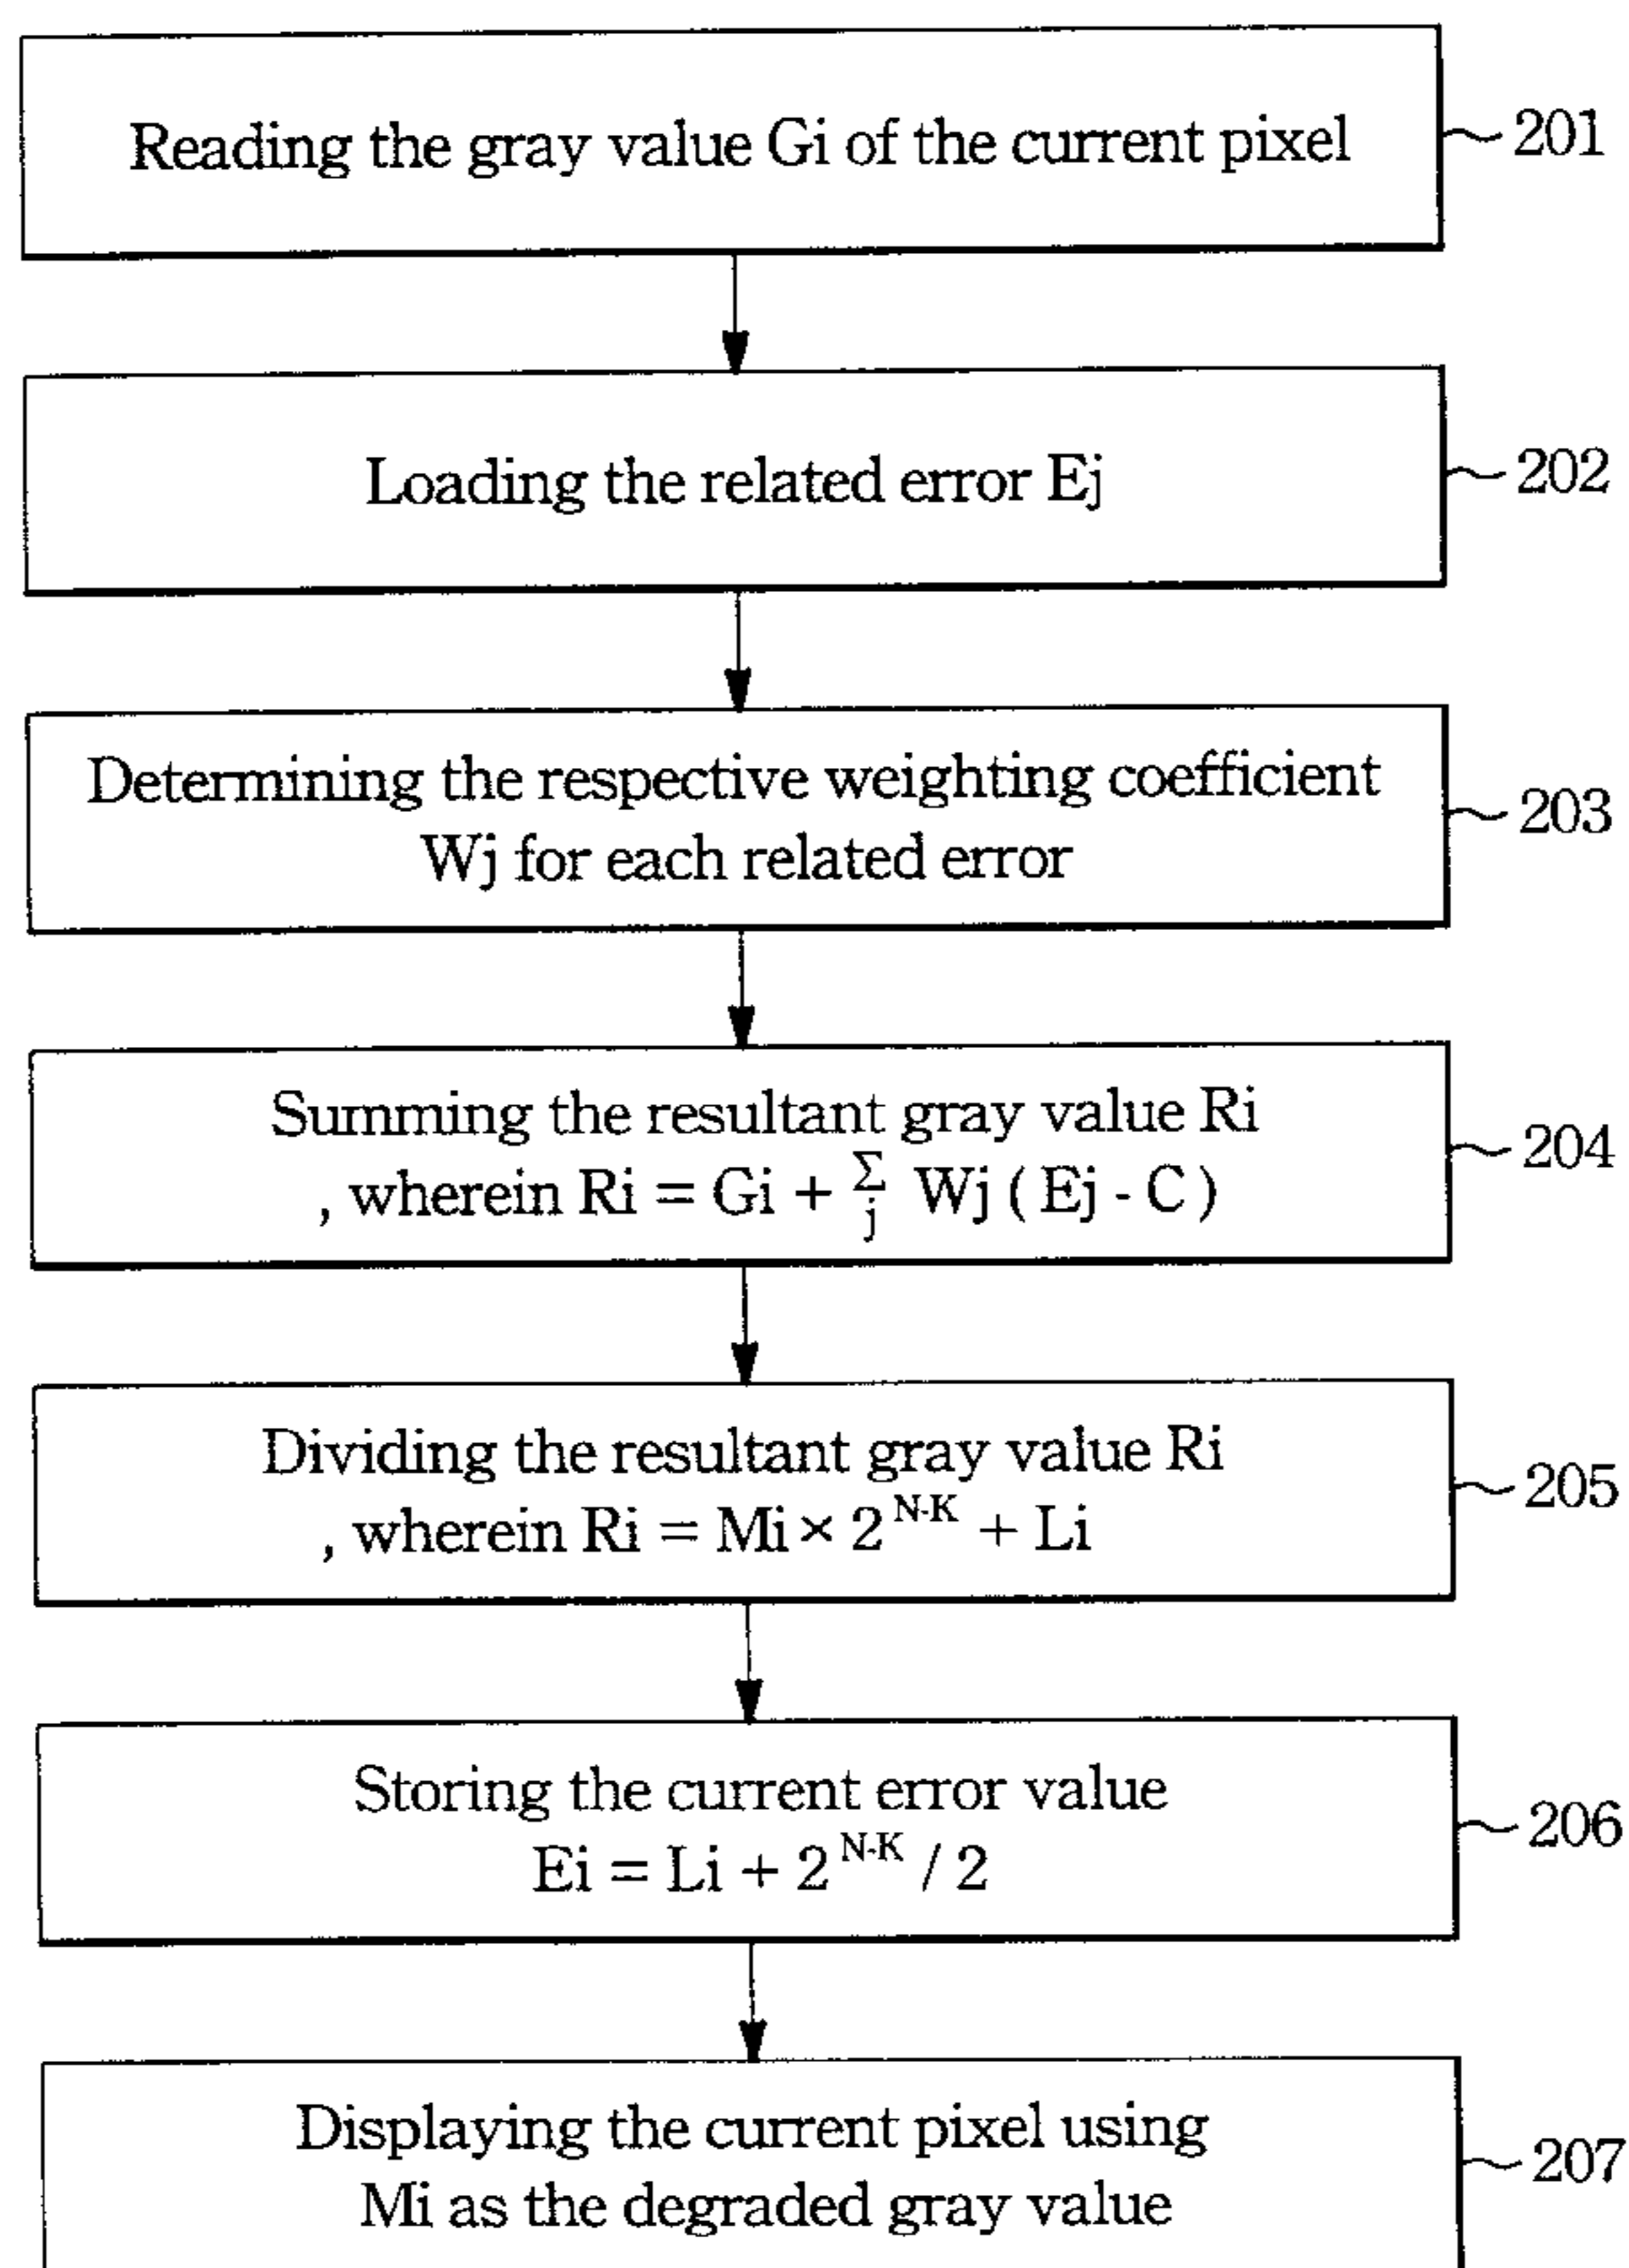 Reading the gray value Gi of the current pixel
201
Loading the related error Ej
202
Determining the respective weighting coefficient
Wj for each related error
203
Summing the resultant gray value Ri
, wherein Ri = Gi + Σj Wj ( Ej - C )
204
Dividing the resultant gray value Ri
, wherein Ri = Mi × 2^N-K + Li
205
Storing the current error value
Ei = Li + 2^N-K / 2
206
Displaying the current pixel using
Mi as the degraded gray value
207